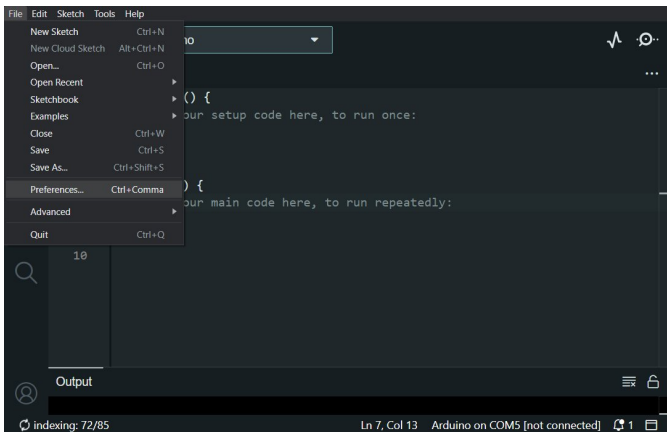 File Edit Sketch Tools Help
New Sketch Ctrl+N
New Cloud Sketch Alt+Ctrl+N
Open... Ctrl+O
Open Recent
Sketchbook
Examples
Close Ctrl+W
Save Ctrl+S
Save As... Ctrl+Shift+S
Preferences... Ctrl+Comma
Advanced
Quit Ctrl+Q
no
() {
our setup code here, to run once:
) {
our main code here, to run repeatedly:
10
Output
indexing: 72/85 Ln 7, Col 13 Arduino on COM5 [not connected] 1